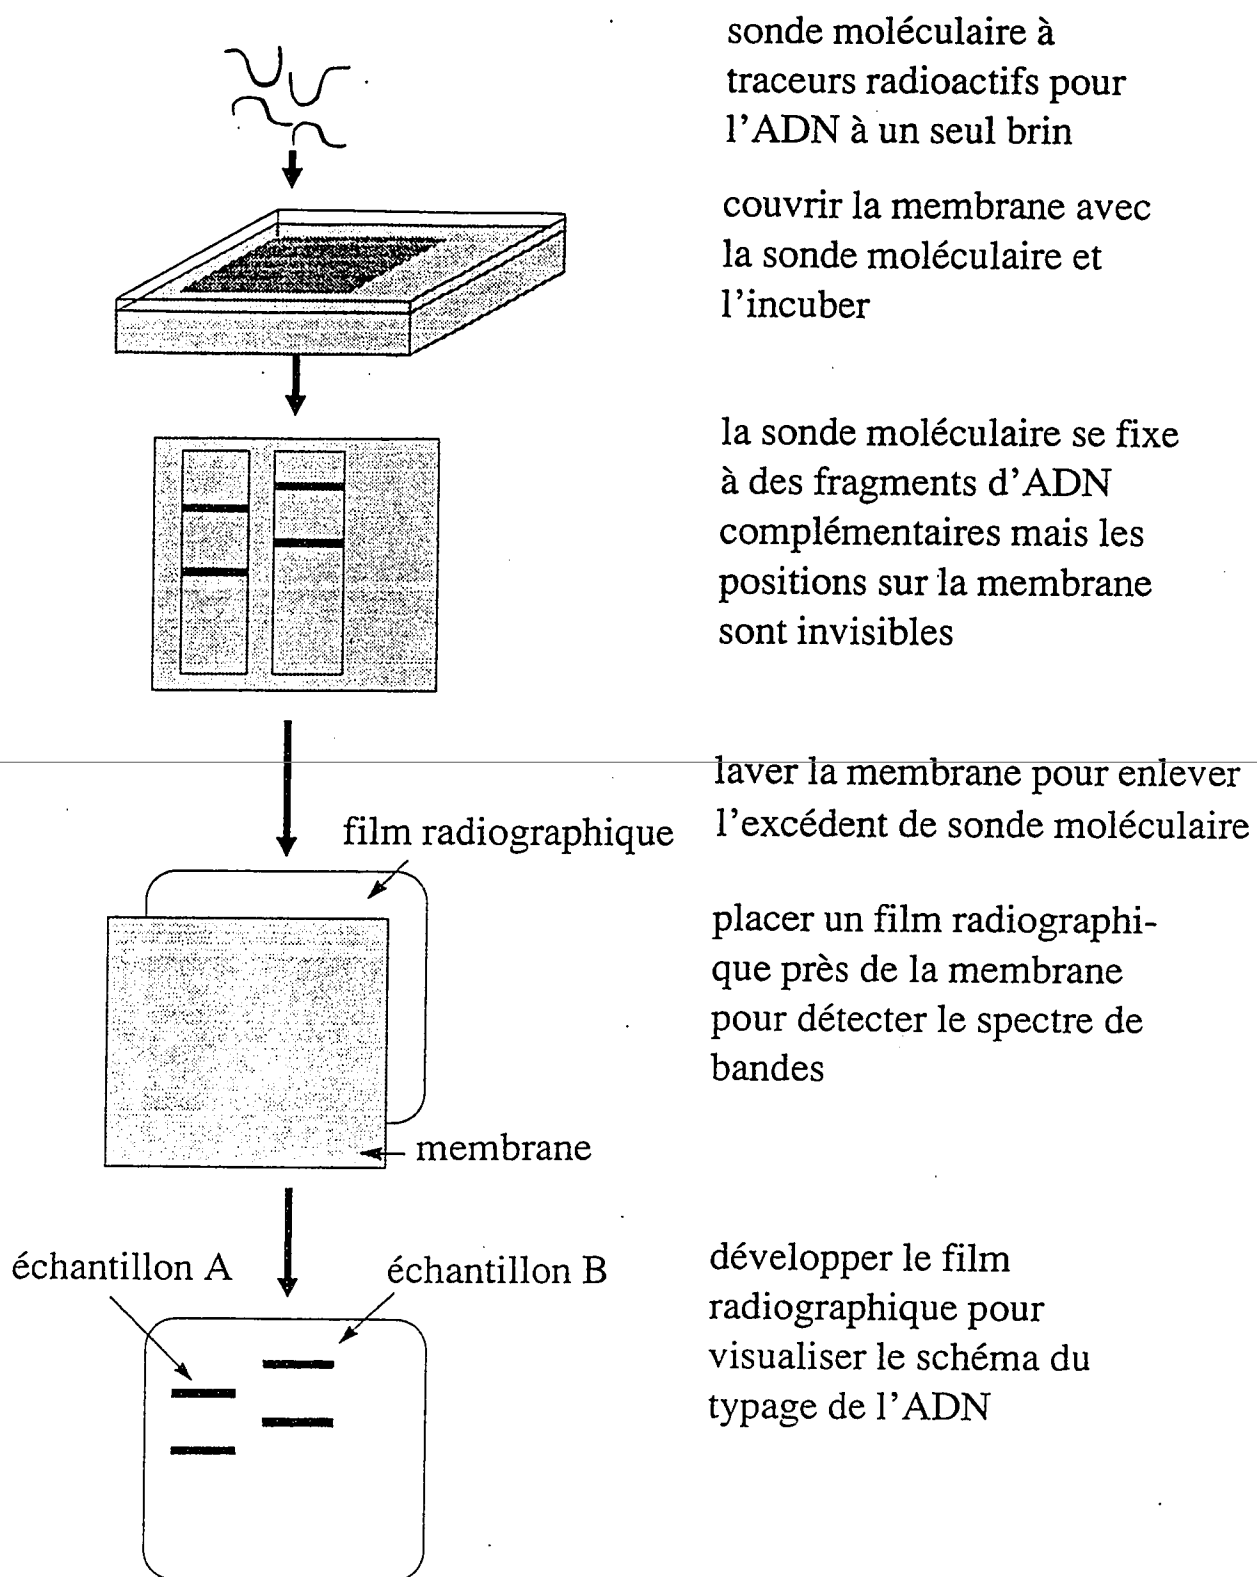 sonde moléculaire à
traceurs radioactifs pour
l'ADN à un seul brin
couvrir la membrane avec
la sonde moléculaire et
l'incuber
la sonde moléculaire se fixe
à des fragments d'ADN
complémentaires mais les
positions sur la membrane
sont invisibles
laver la membrane pour enlever
l'excédent de sonde moléculaire
film radiographique
placer un film radiographi-
que près de la membrane
pour détecter le spectre de
bandes
membrane
échantillon A
échantillon B
développer le film
radiographique pour
visualiser le schéma du
typage de l'ADN